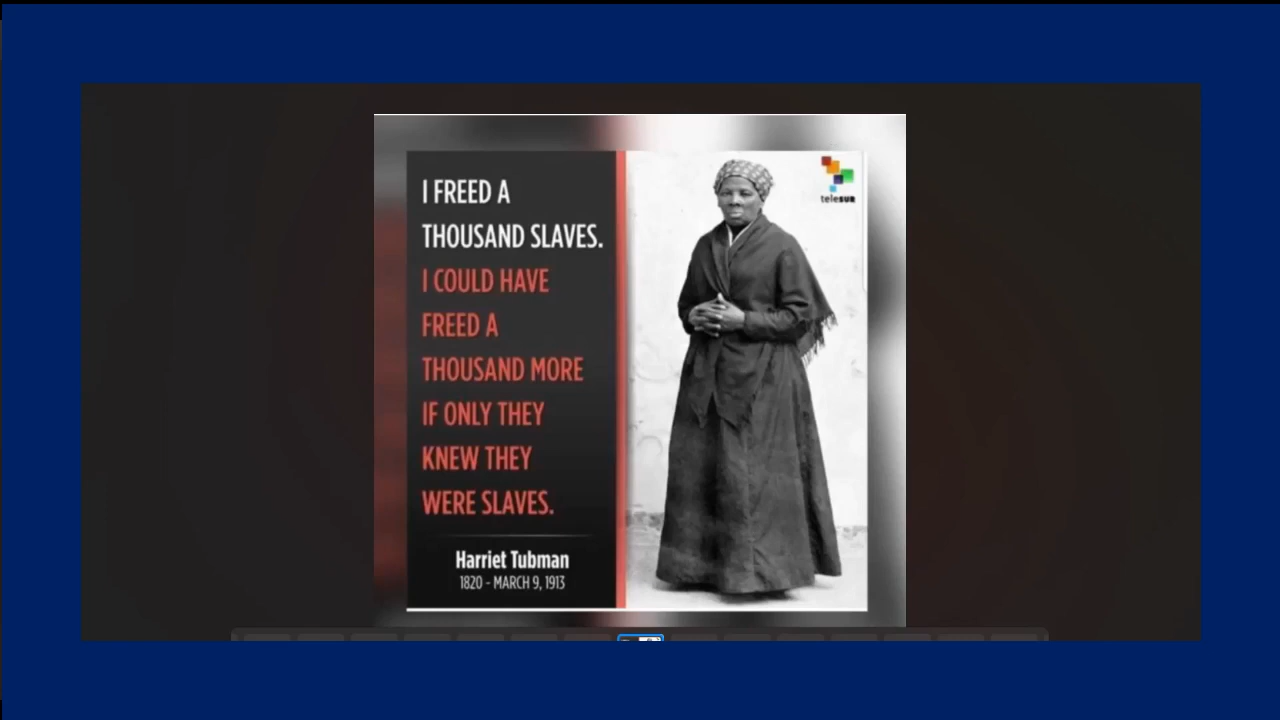 I FREED A
THOUSAND SLAVES.
I COULD HAVE
FREED A
THOUSAND MORE
IF ONLY THEY
KNEW THEY
WERE SLAVES.
Harriet Tubman
1820 - MARCH 9, 1913
teleSUR